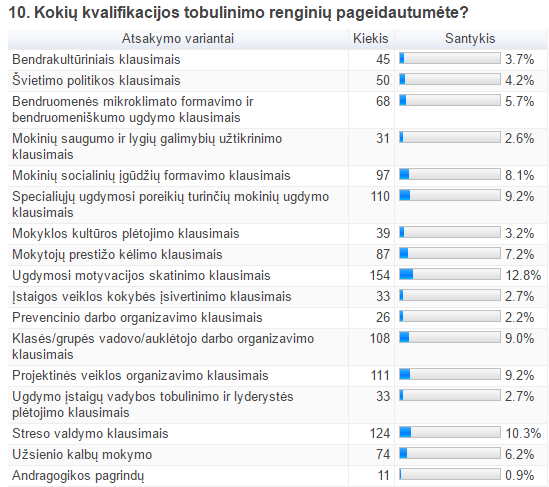 10. Kokių kvalifikacijos tobulinimo renginių pageidautumėte?
Atsakymo variantai Kiekis Santykis
Bendrakultūriniais klausimais 45 3.7%
Švietimo politikos klausimais 50 4.2%
Bendruomenės mikroklimato formavimo ir
bendruomeniškumo ugdymo klausimais 68 5.7%
Mokinių saugumo ir lygių galimybių užtikrinimo
klausimais 31 2.6%
Mokinių socialinių įgūdžių formavimo klausimais 97 8.1%
Specialiųjų ugdymosi poreikių turinčių mokinių ugdymo
klausimais 110 9.2%
Mokyklos kultūros plėtojimo klausimais 39 3.2%
Mokytojų prestižo kėlimo klausimais 87 7.2%
Ugdymosi motyvacijos skatinimo klausimais 154 12.8%
Įstaigos veiklos kokybės įsivertinimo klausimais 33 2.7%
Prevencinio darbo organizavimo klausimais 26 2.2%
Klasės/grupės vadovo/auklėtojo darbo organizavimo
klausimais 108 9.0%
Projektinės veiklos organizavimo klausimais 111 9.2%
Ugdymo įstaigų vadybos tobulinimo ir lyderystės
plėtojimo klausimais 33 2.7%
Streso valdymo klausimais 124 10.3%
Užsienio kalbų mokymo 74 6.2%
Andragogikos pagrindų 11 0.9%